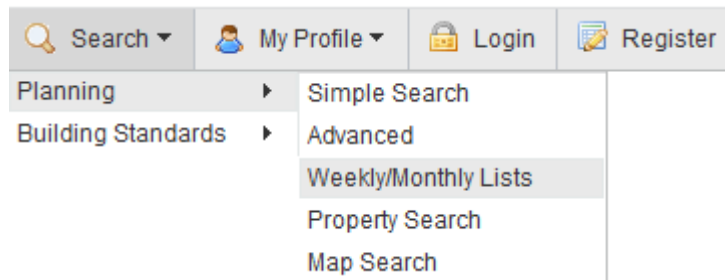 Search My Profile Login Register
Planning Simple Search
Building Standards Advanced
Weekly/Monthly Lists
Property Search
Map Search